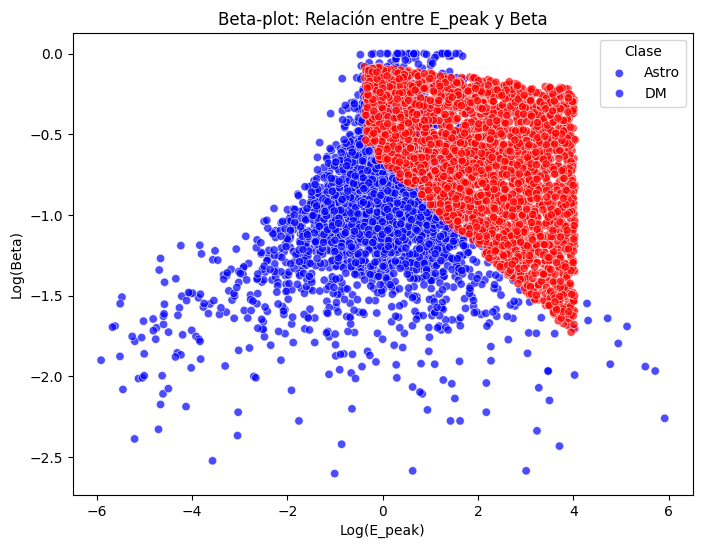 Beta-plot: Relación entre E_peak y Beta
Clase
Astro
DM
0.0
−0.5
−1.0
−1.5
−2.0
−2.5
Log(Beta)
−6
−4
−2
0
2
4
6
Log(E_peak)